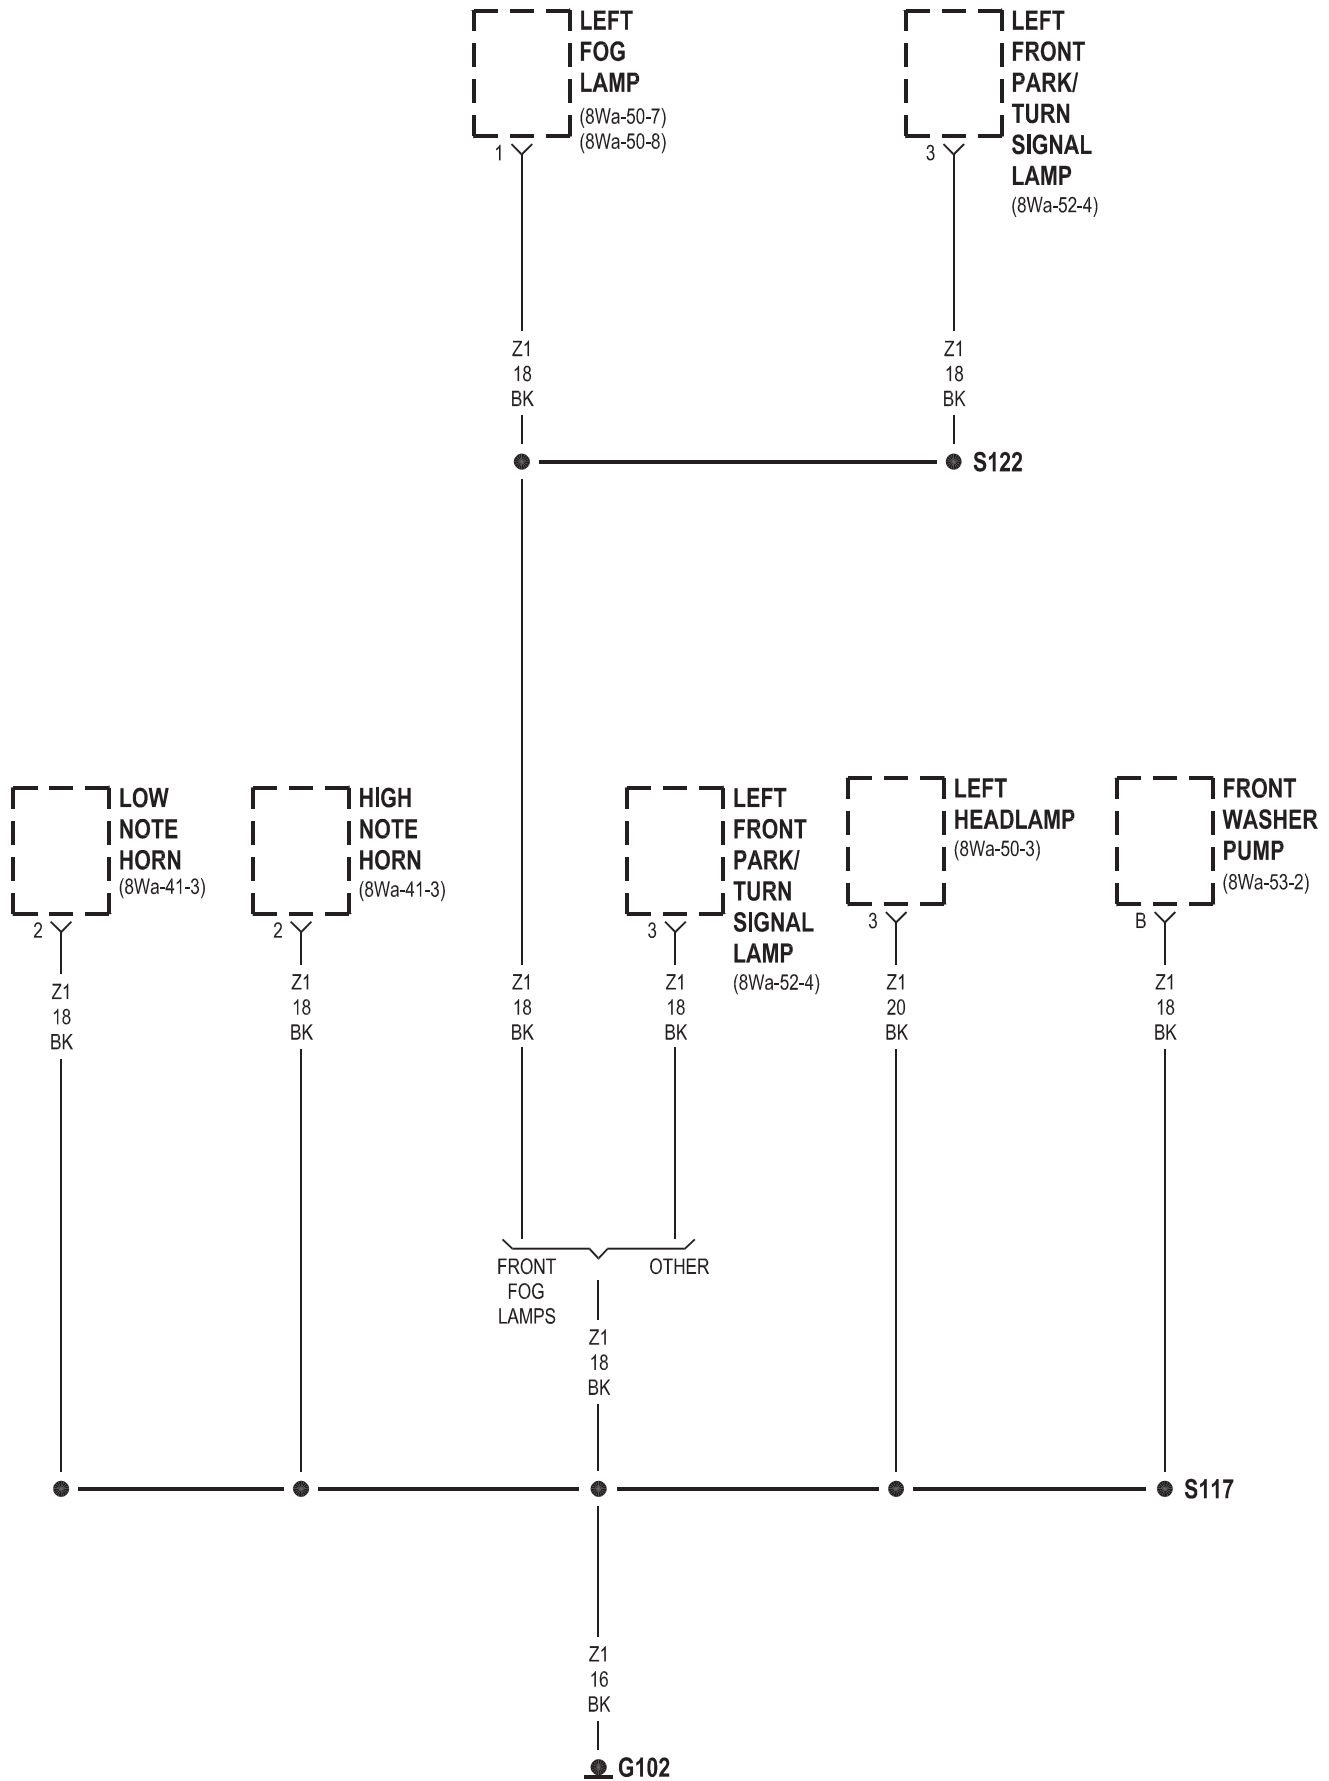 LEFT
FOG
LAMP
(8Wa-50-7)
(8Wa-50-8)
1
LEFT
FRONT
PARK/
TURN
SIGNAL
LAMP
(8Wa-52-4)
3
Z1
18
BK
Z1
18
BK
S122
LOW
NOTE
HORN
(8Wa-41-3)
2
HIGH
NOTE
HORN
(8Wa-41-3)
2
LEFT
FRONT
PARK/
TURN
SIGNAL
LAMP
(8Wa-52-4)
3
LEFT
HEADLAMP
(8Wa-50-3)
3
FRONT
WASHER
PUMP
(8Wa-53-2)
B
Z1
18
BK
Z1
18
BK
Z1
18
BK
Z1
18
BK
Z1
20
BK
Z1
18
BK
FRONT
FOG
LAMPS
OTHER
Z1
18
BK
S117
Z1
16
BK
G102